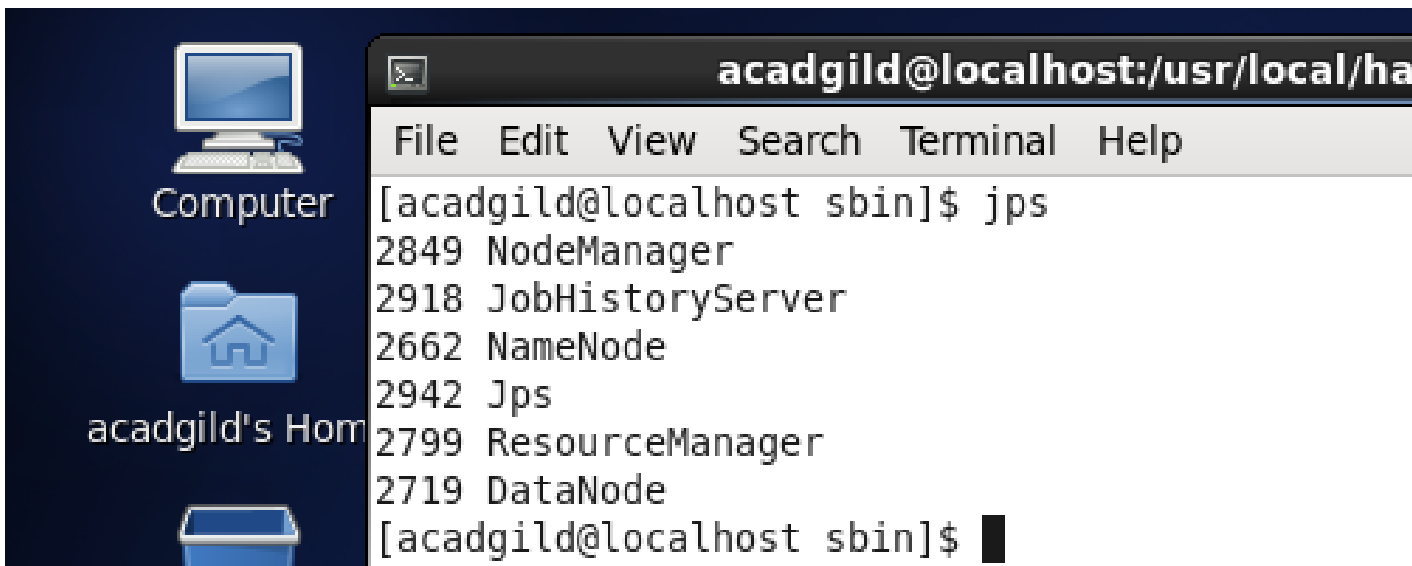 Computer
acadgild's Hom
acadgild@localhost:/usr/local/ha
File Edit View Search Terminal Help
[acadgild@localhost sbin]$ jps
2849 NodeManager
2918 JobHistoryServer
2662 NameNode
2942 Jps
2799 ResourceManager
2719 DataNode
[acadgild@localhost sbin]$